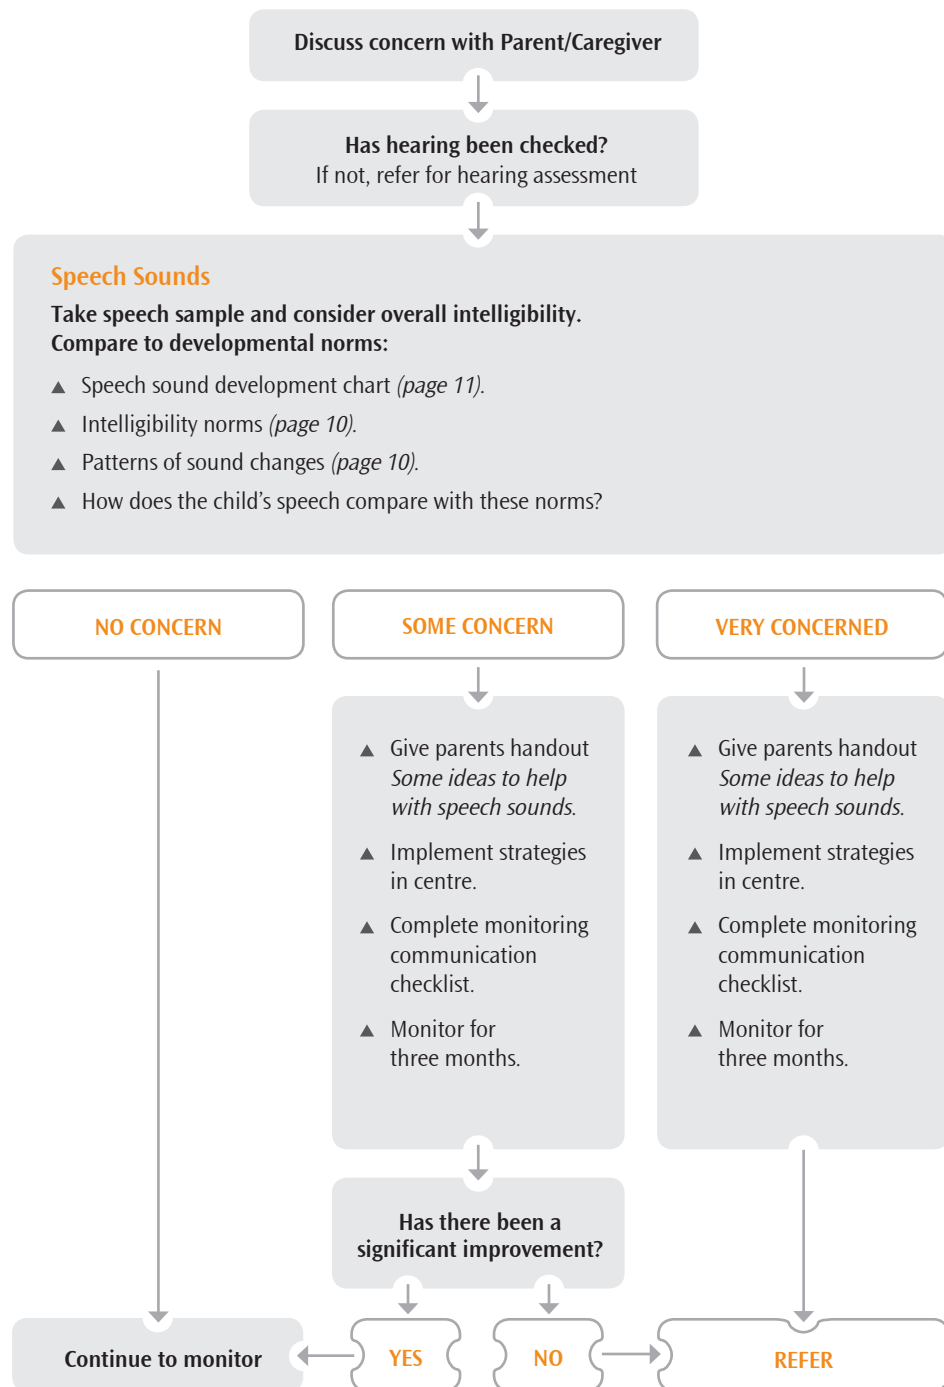 Discuss concern with Parent/Caregiver
Has hearing been checked?
If not, refer for hearing assessment
Speech Sounds
Take speech sample and consider overall intelligibility.
Compare to developmental norms:
▲ Speech sound development chart (page 11).
▲ Intelligibility norms (page 10).
▲ Patterns of sound changes (page 10).
▲ How does the child’s speech compare with these norms?
NO CONCERN
SOME CONCERN
VERY CONCERNED
▲ Give parents handout
Some ideas to help
with speech sounds.
▲ Implement strategies
in centre.
▲ Complete monitoring
communication
checklist.
▲ Monitor for
three months.
▲ Give parents handout
Some ideas to help
with speech sounds.
▲ Implement strategies
in centre.
▲ Complete monitoring
communication
checklist.
▲ Monitor for
three months.
Has there been a
significant improvement?
Continue to monitor
YES
NO
REFER